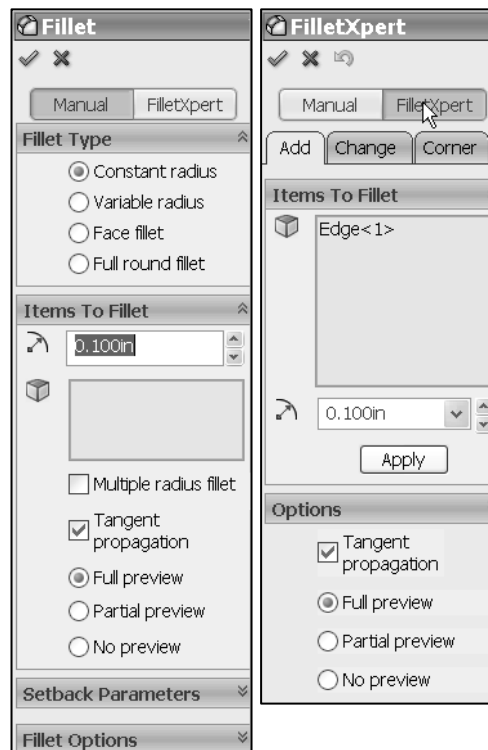 Fillet
Manual FilletXpert
Fillet Type
Constant radius
Variable radius
Face fillet
Full round fillet
Items To Fillet
0.100in
Multiple radius fillet
Tangent
propagation
Full preview
Partial preview
No preview
Setback Parameters
Fillet Options
FilletXpert
Manual FilletXpert
Add Change Corner
Items To Fillet
Edge<1>
0.100in
Apply
Options
Tangent
propagation
Full preview
Partial preview
No preview